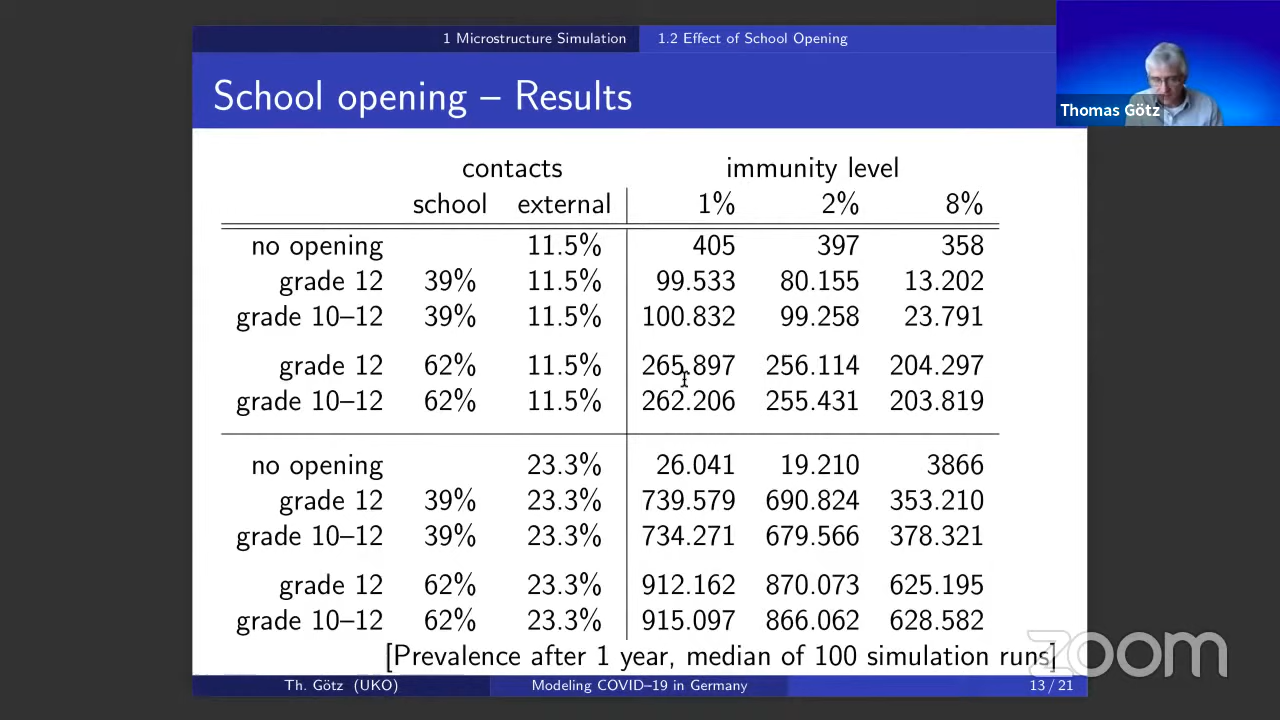 1 Microstructure Simulation 1.2 Effect of School Opening
School opening – Results
Thomas Götz
contacts immunity level
school external 1% 2% 8%
no opening 11.5% 405 397 358
grade 12 39% 11.5% 99.533 80.155 13.202
grade 10–12 39% 11.5% 100.832 99.258 23.791
grade 12 62% 11.5% 265.897 256.114 204.297
grade 10–12 62% 11.5% 262.206 255.431 203.819
no opening 23.3% 26.041 19.210 3866
grade 12 39% 23.3% 739.579 690.824 353.210
grade 10–12 39% 23.3% 734.271 679.566 378.321
grade 12 62% 23.3% 912.162 870.073 625.195
grade 10–12 62% 23.3% 915.097 866.062 628.582
[Prevalence after 1 year, median of 100 simulation runs]
zoom
Th. Götz (UKO) Modeling COVID–19 in Germany 13 / 21